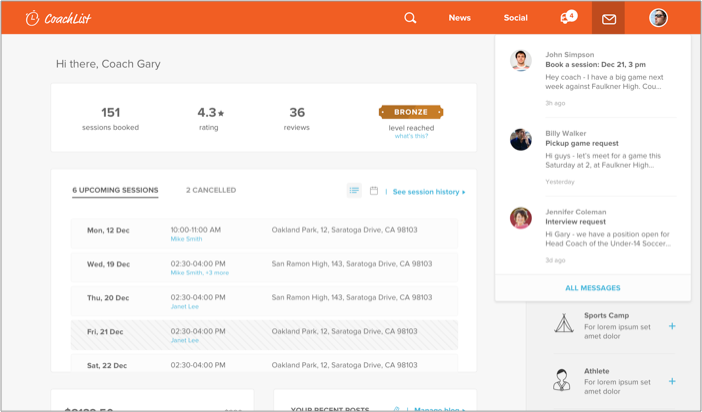 CoachList
News
Social
4
Hi there, Coach Gary
151
sessions booked
4.3★
rating
36
reviews
BRONZE
level reached
what's this?
6 UPCOMING SESSIONS
2 CANCELLED
See session history ▸
Mon, 12 Dec
10:00-11:00 AM
Mike Smith
Oakland Park, 12, Saratoga Drive, CA 98103
Wed, 19 Dec
02:30-04:00 PM
Mike Smith, +3 more
San Ramon High, 143, Saratoga Drive, CA 98103
Thu, 20 Dec
02:30-04:00 PM
Janet Lee
San Ramon High, 143, Saratoga Drive, CA 98103
Fri, 21 Dec
02:30-04:00 PM
Janet Lee
Oakland Park, 12, Saratoga Drive, CA 98103
Sat, 22 Dec
02:30-04:00 PM
Oakland Park, 12, Saratoga Drive, CA 98103
YOUR RECENT POSTS
Manage blog ▸
John Simpson
Book a session: Dec 21, 3 pm
Hey coach - I have a big game next
week against Faulkner High. Cou...
3h ago
Billy Walker
Pickup game request
Hi guys - let's meet for a game this
Saturday at 2, at Faulkner High...
Yesterday
Jennifer Coleman
Interview request
Hi Gary - we have a position open for
Head Coach of the Under-14 Soccer...
3d ago
ALL MESSAGES
Sports Camp
For lorem ipsum set
amet dolor
+
Athlete
For lorem ipsum set
amet dolor
+